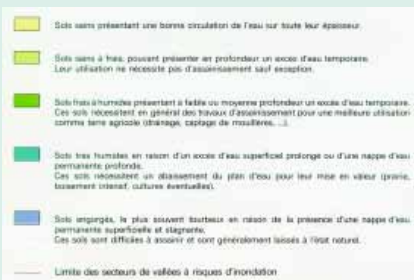 Sols sains présentant une bonne circulation de l'eau sur toute leur épaisseur.
Sols sains à frais, pouvant présenter en profondeur un excès d'eau temporaire.
Leur utilisation ne nécessite pas d'assainissement sauf exception.
Sols frais à humides présentant à faible ou moyenne profondeur un excès d'eau temporaire.
Ces sols nécessitent en général des travaux d'assainissement pour une meilleure utilisation
comme terre agricole (drainage, captage de mouillères, ...).
Sols très humides en raison d'un excès d'eau superficiel prolongé ou d'une nappe d'eau
permanente profonde.
Ces sols nécessitent un abaissement du plan d'eau pour leur mise en valeur (prairie,
boisement intensif, cultures éventuelles).
Sols engorgés, le plus souvent tourbeux en raison de la présence d'une nappe d'eau
permanente superficielle et stagnante.
Ces sols sont difficiles à assainir et sont généralement laissés à l'état naturel.
Limite des secteurs de vallées à risques d'inondation